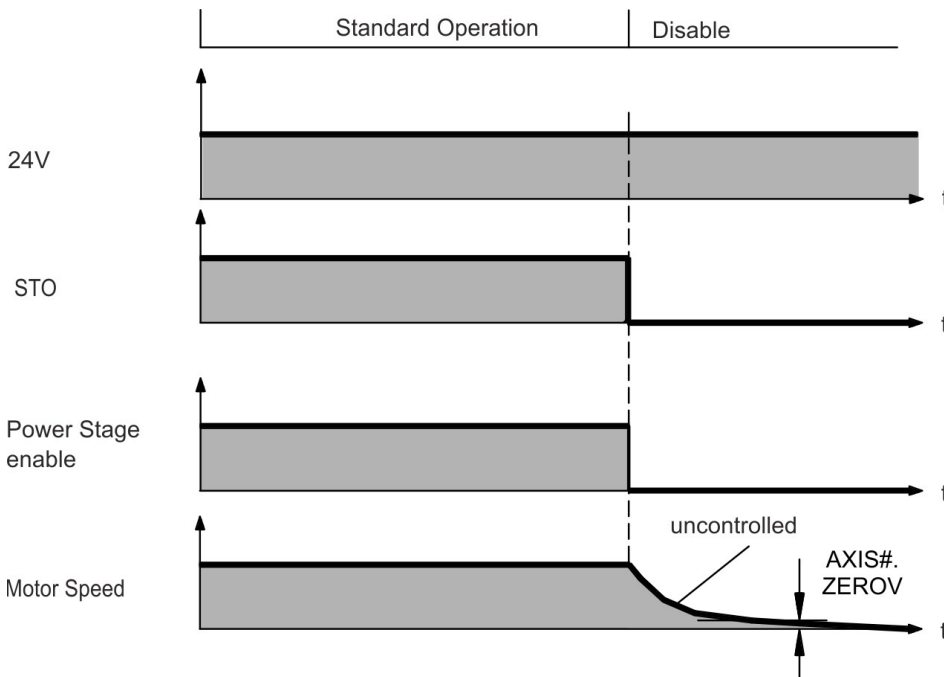 Standard Operation Disable
24V
t
STO
t
Power Stage
enable
t
uncontrolled
AXIS#.
ZEROV
Motor Speed
t